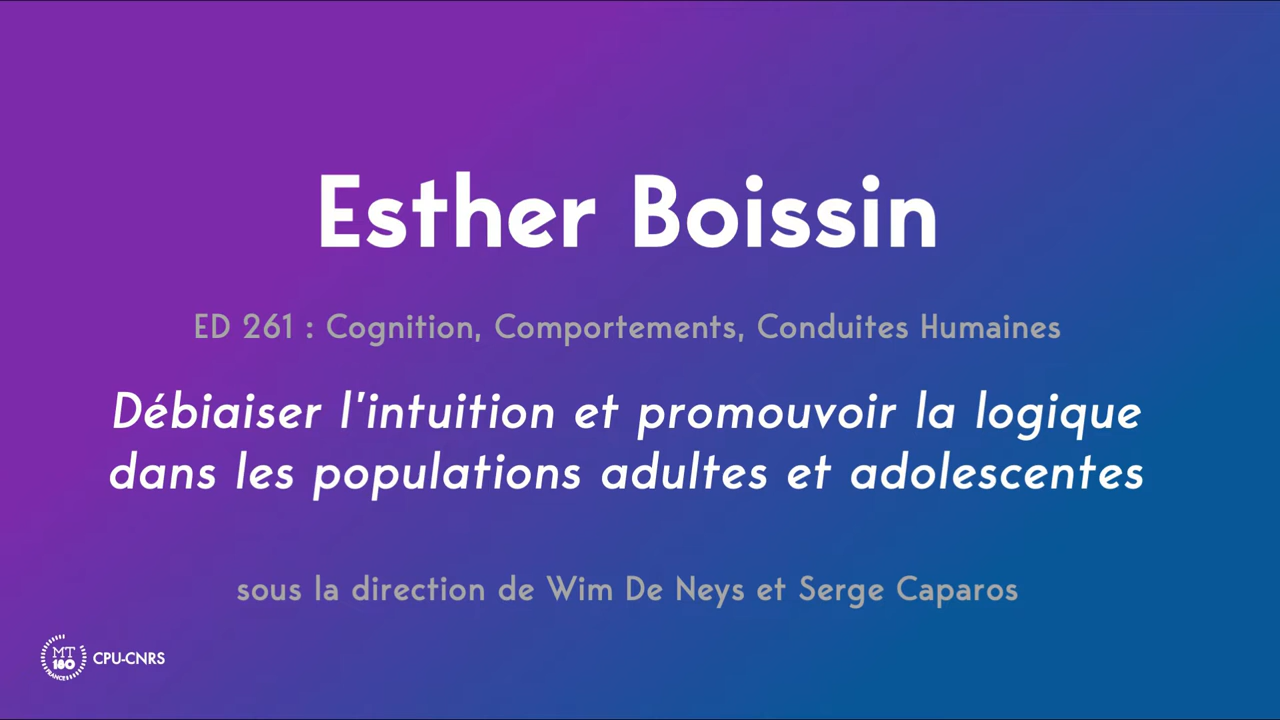 Esther Boissin
ED 261 : Cognition, Comportements, Conduites Humaines
Débiaiser l'intuition et promouvoir la logique
dans les populations adultes et adolescentes
sous la direction de Wim De Neys et Serge Caparos
MT
180
FRANCE
CPU-CNRS